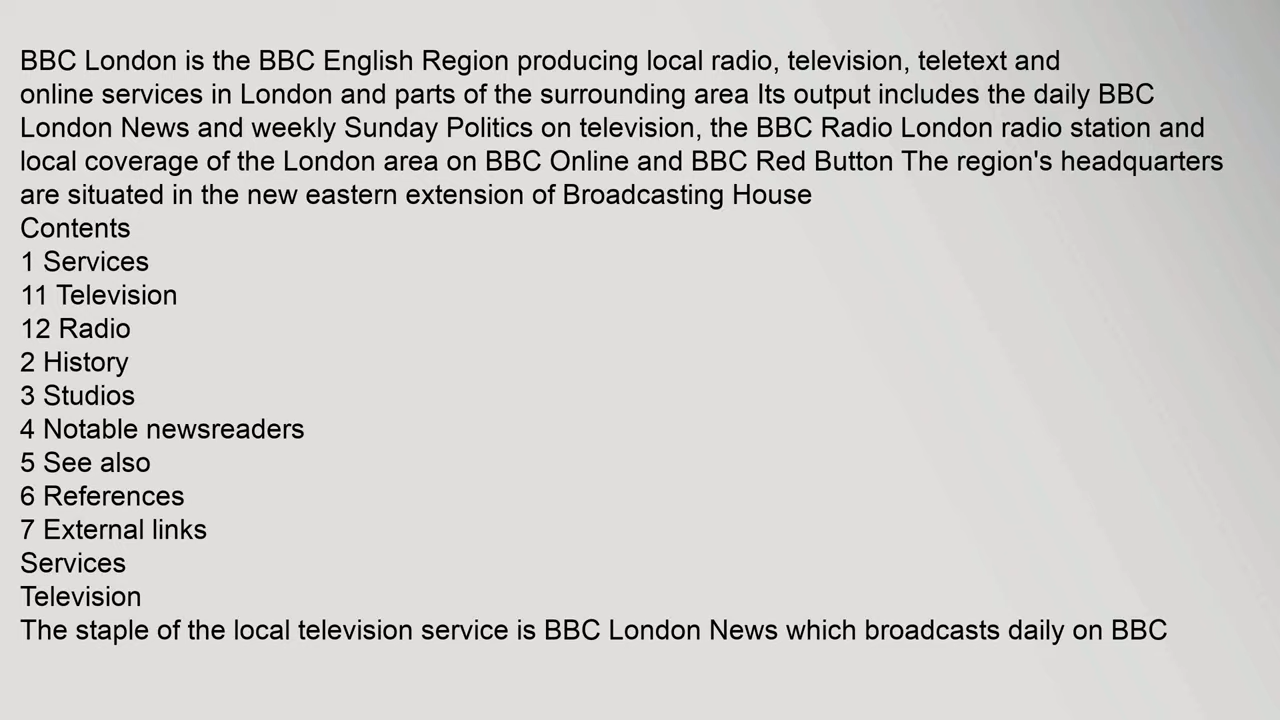 BBC London is the BBC English Region producing local radio, television, teletext and
online services in London and parts of the surrounding area Its output includes the daily BBC
London News and weekly Sunday Politics on television, the BBC Radio London radio station and
local coverage of the London area on BBC Online and BBC Red Button The region's headquarters
are situated in the new eastern extension of Broadcasting House
Contents
1 Services
11 Television
12 Radio
2 History
3 Studios
4 Notable newsreaders
5 See also
6 References
7 External links
Services
Television
The staple of the local television service is BBC London News which broadcasts daily on BBC